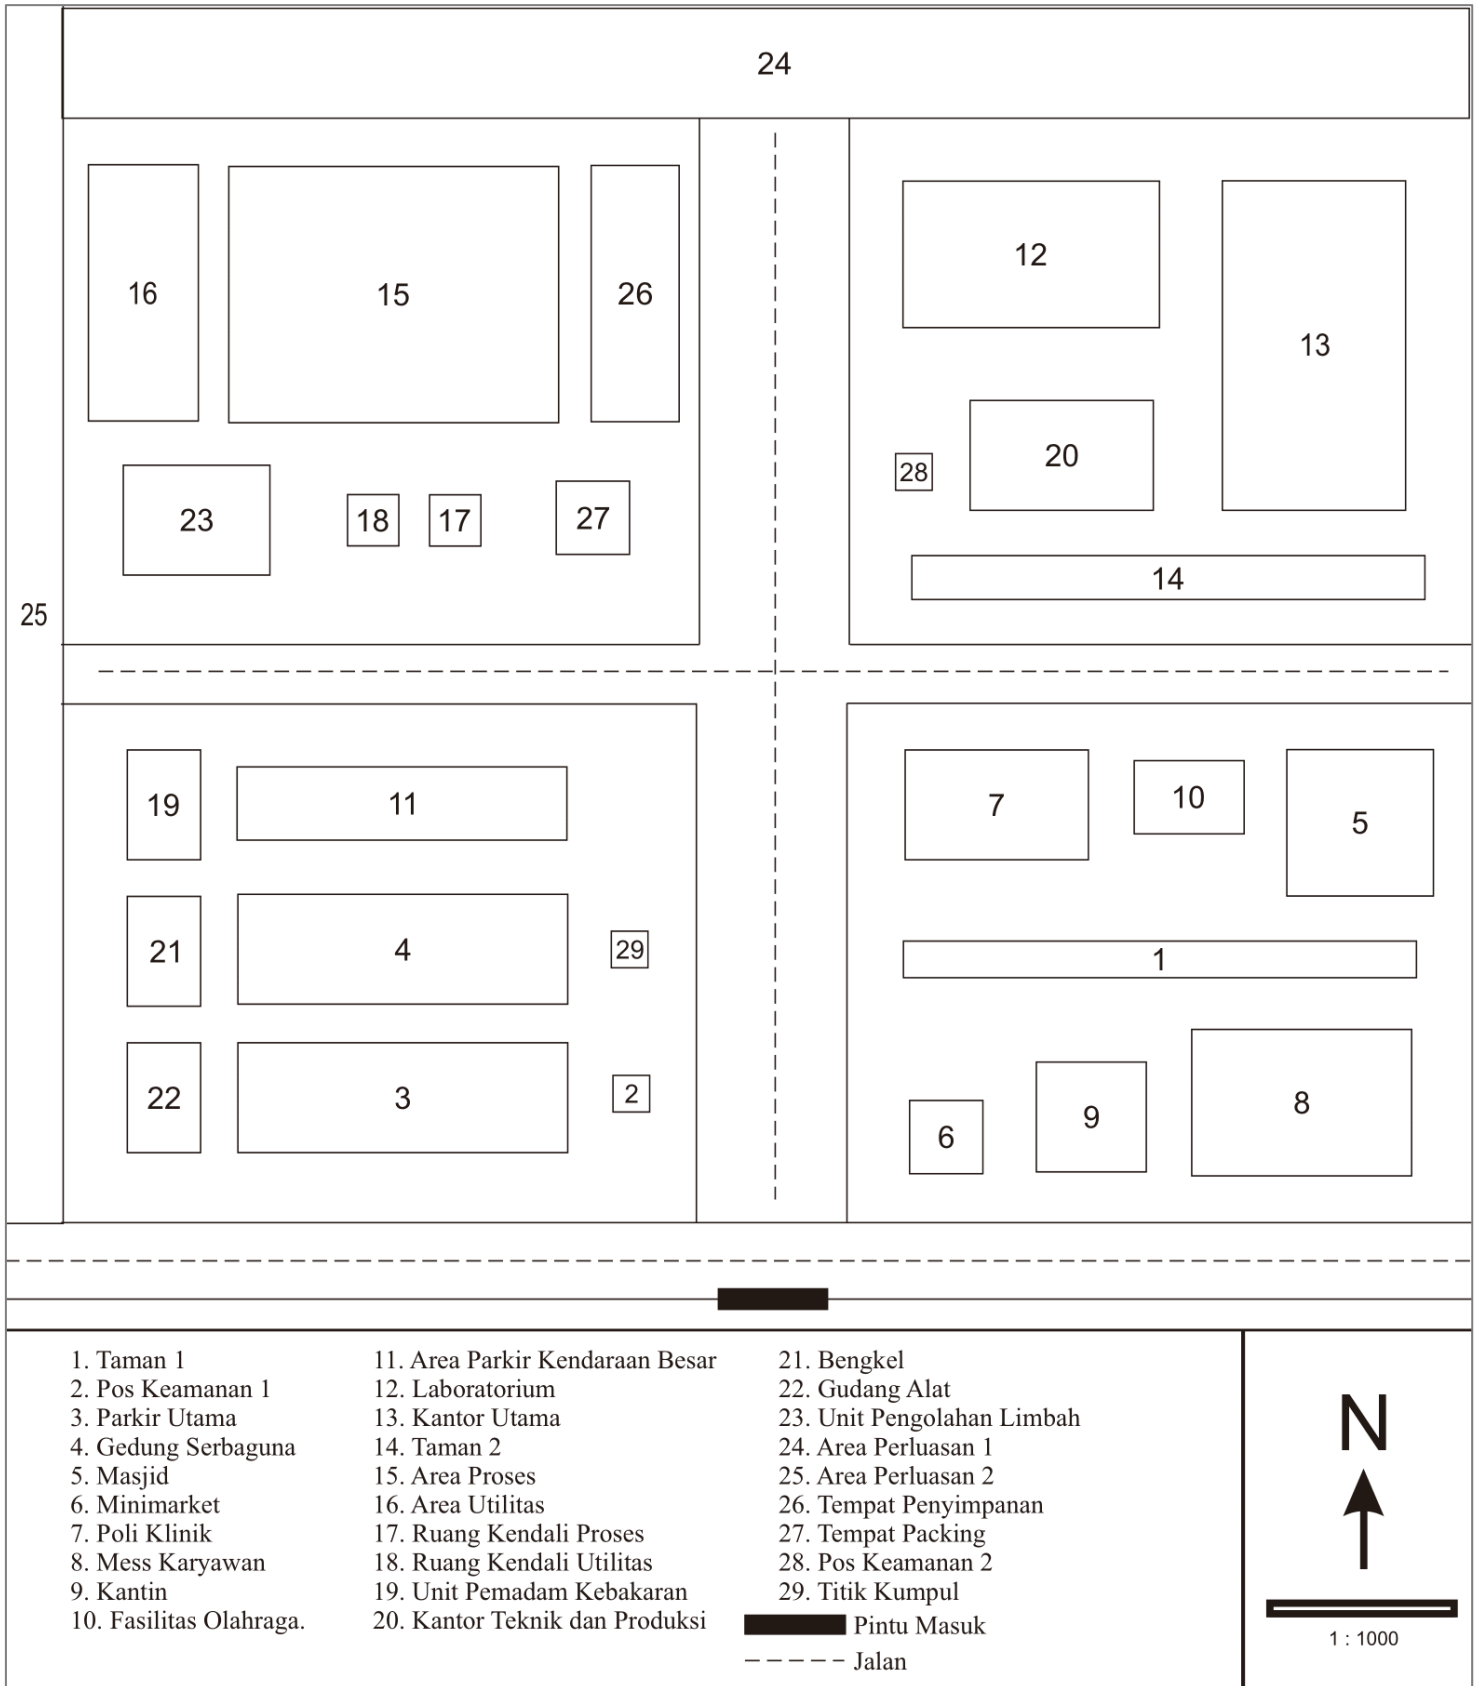 24
16
15
26
12
13
23
18
17
27
28
20
14
25
19
11
7
10
5
21
4
29
1
22
3
2
6
9
8
1. Taman 1
2. Pos Keamanan 1
3. Parkir Utama
4. Gedung Serbaguna
5. Masjid
6. Minimarket
7. Poli Klinik
8. Mess Karyawan
9. Kantin
10. Fasilitas Olahraga.
11. Area Parkir Kendaraan Besar
12. Laboratorium
13. Kantor Utama
14. Taman 2
15. Area Proses
16. Area Utilitas
17. Ruang Kendali Proses
18. Ruang Kendali Utilitas
19. Unit Pemadam Kebakaran
20. Kantor Teknik dan Produksi
21. Bengkel
22. Gudang Alat
23. Unit Pengolahan Limbah
24. Area Perluasan 1
25. Area Perluasan 2
26. Tempat Penyimpanan
27. Tempat Packing
28. Pos Keamanan 2
29. Titik Kumpul
Pintu Masuk
Jalan
N
1 : 1000